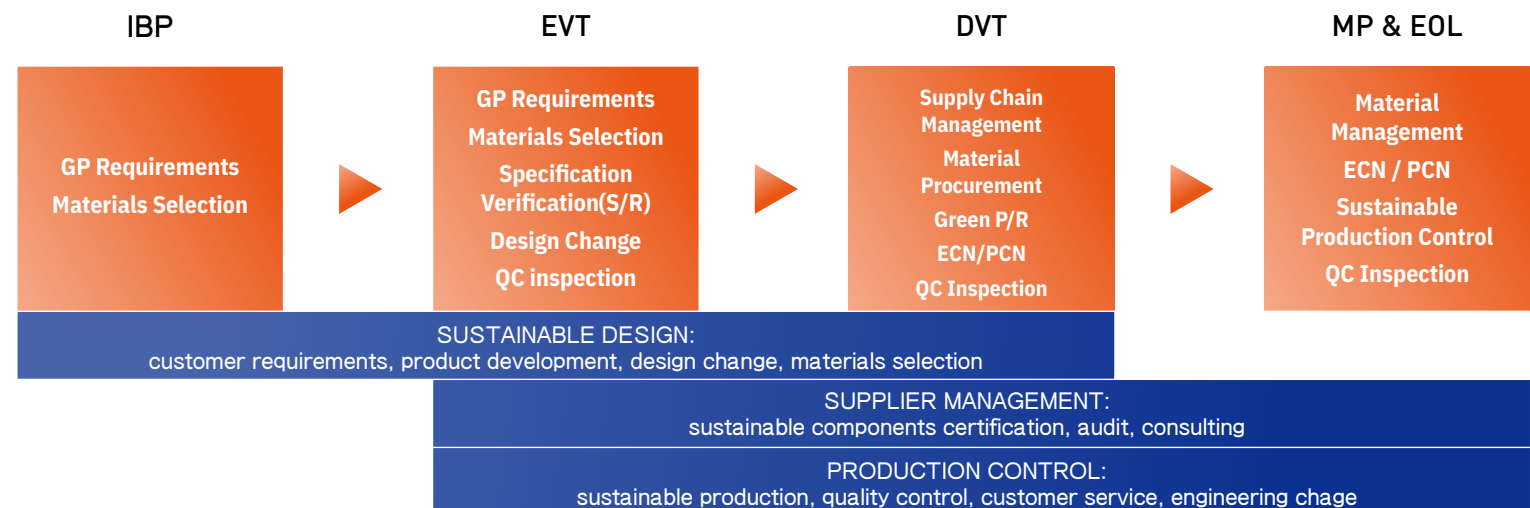 IBP
EVT
DVT
MP & EOL
GP Requirements
Materials Selection
GP Requirements
Materials Selection
Specification
Verification(S/R)
Design Change
QC inspection
Supply Chain
Management
Material
Procurement
Green P/R
ECN/PCN
QC Inspection
Material
Management
ECN / PCN
Sustainable
Production Control
QC Inspection
SUSTAINABLE DESIGN:
customer requirements, product development, design change, materials selection
SUPPLIER MANAGEMENT:
sustainable components certification, audit, consulting
PRODUCTION CONTROL:
sustainable production, quality control, customer service, engineering chage